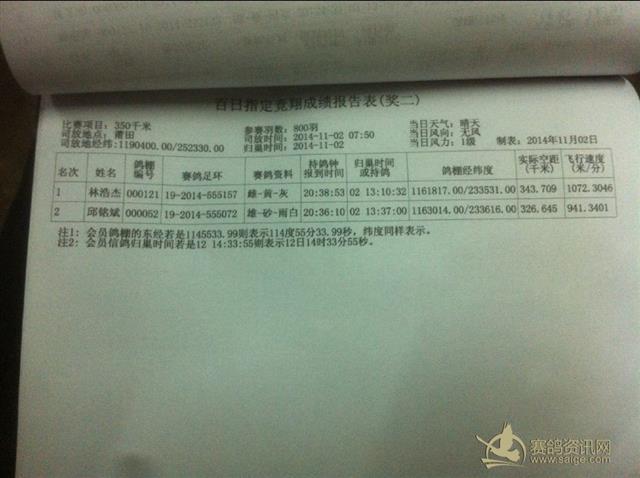 百日指定竞翔成绩报告表(奖二)
比赛项目: 350千米 参赛羽数: 800羽 当日天气: 晴天
司放地点: 莆田 司放时间: 2014-11-02 07:50 当日风向: 无风
司放地经纬:1190400.00/252330.00 归巢时间: 2014-11-02 当日风力: 1级 制表: 2014年11月02日
名次 姓名 鸽棚编号 赛鸽足环 赛鸽资料 持鸽钟报到时间 归巢时间或持鸽 鸽棚经纬度 实际空距(千米) 飞行速度(米/分)
1 林浩杰 000121 19-2014-555157 雄-黄-灰 20:38:53 02 13:10:32 1161817.00/233531.00 343.709 1072.3046
2 邱铭斌 000052 19-2014-555072 雄-砂-雨白 20:36:10 02 13:37:00 1163014.00/233616.00 326.645 941.3401
注1: 会员鸽棚的东经若是1145533.99则表示114度55分33.99秒, 纬度同样表示。
注2: 会员信鸽归巢时间若是12 14:33:55则表示12日14时33分55秒。
赛鸽资讯网
www.saige.com